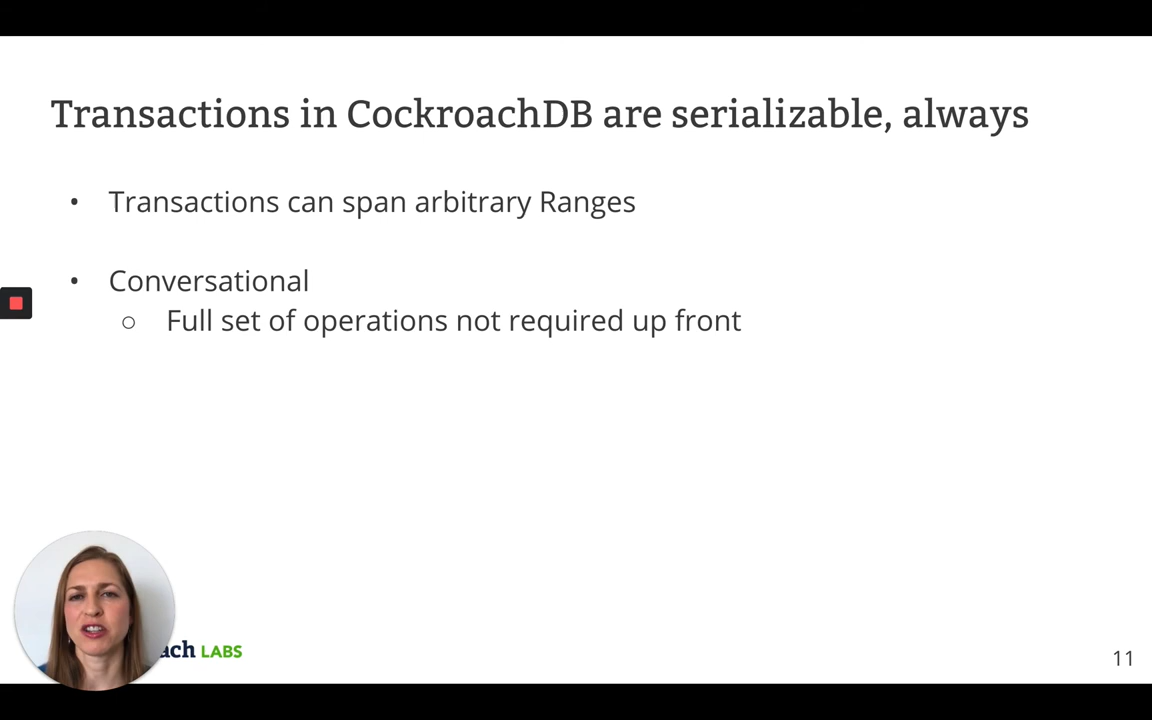 Transactions in CockroachDB are serializable, always
• Transactions can span arbitrary Ranges
• Conversational
○ Full set of operations not required up front
LABS
11